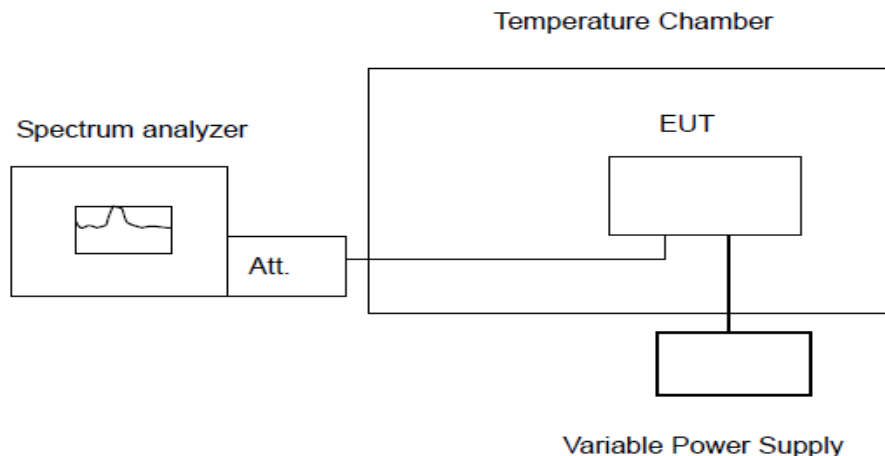 Temperature Chamber
Spectrum analyzer
EUT
Att.
Variable Power Supply